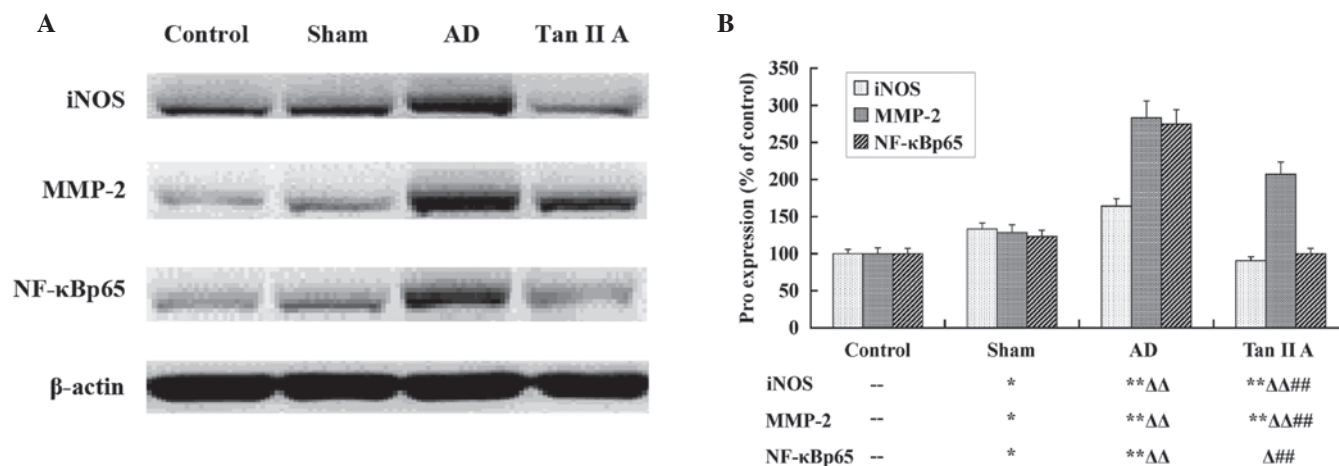 A
Control Sham AD Tan II A
iNOS
MMP-2
NF-κBp65
β-actin
B
Pro expression (% of control)
350
300
250
200
150
100
50
0
iNOS
MMP-2
NF-κBp65
Control Sham AD Tan II A
iNOS -- * **ΔΔ **ΔΔ##
MMP-2 -- * **ΔΔ **ΔΔ##
NF-κBp65 -- * **ΔΔ Δ##